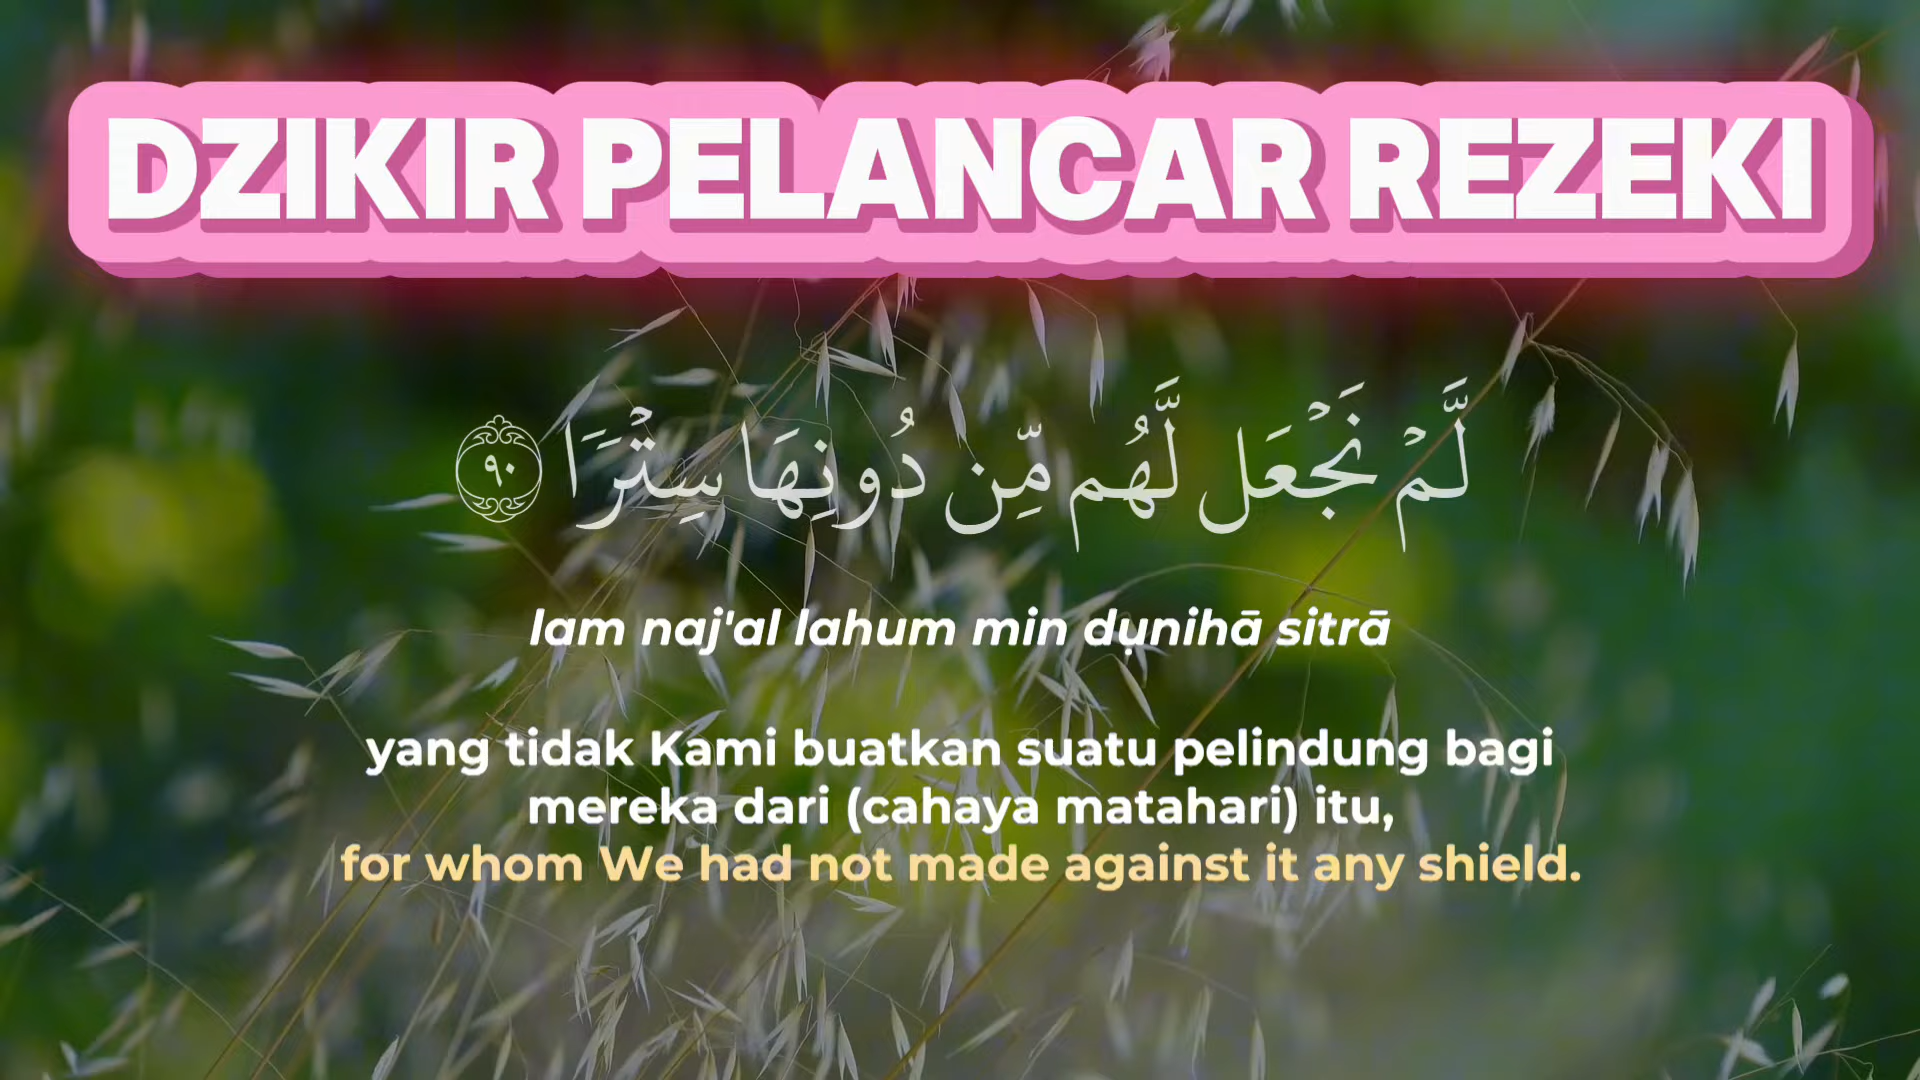 DZIKIR PELANCAR REZEKI
لَّمْ نَجْعَل لَّهُم مِّن دُونِهَا سِتْرًا ٩٠
lam naj'al lahum min dụnihā sitrā
yang tidak Kami buatkan suatu pelindung bagi
mereka dari (cahaya matahari) itu,
for whom We had not made against it any shield.